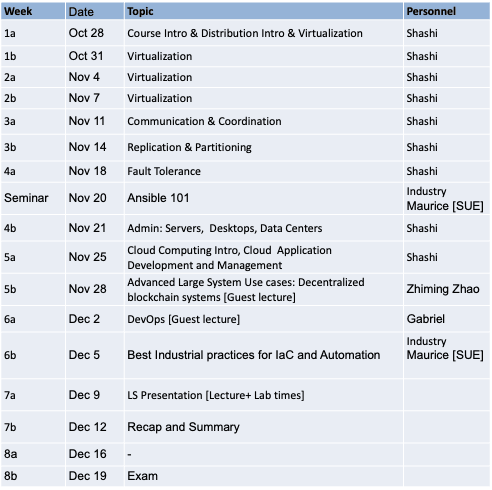 Week Date Topic Personnel
1a Oct 28 Course Intro & Distribution Intro & Virtualization Shashi
1b Oct 31 Virtualization Shashi
2a Nov 4 Virtualization Shashi
2b Nov 7 Virtualization Shashi
3a Nov 11 Communication & Coordination Shashi
3b Nov 14 Replication & Partitioning Shashi
4a Nov 18 Fault Tolerance Shashi
Seminar Nov 20 Ansible 101 Industry
Maurice [SUE]
4b Nov 21 Admin: Servers, Desktops, Data Centers Shashi
5a Nov 25 Cloud Computing Intro, Cloud Application Shashi
Development and Management
5b Nov 28 Advanced Large System Use cases: Decentralized Zhiming Zhao
blockchain systems [Guest lecture]
6a Dec 2 DevOps [Guest lecture] Gabriel
6b Dec 5 Best Industrial practices for IaC and Automation Industry
Maurice [SUE]
7a Dec 9 LS Presentation [Lecture+ Lab times]
7b Dec 12 Recap and Summary
8a Dec 16 -
8b Dec 19 Exam